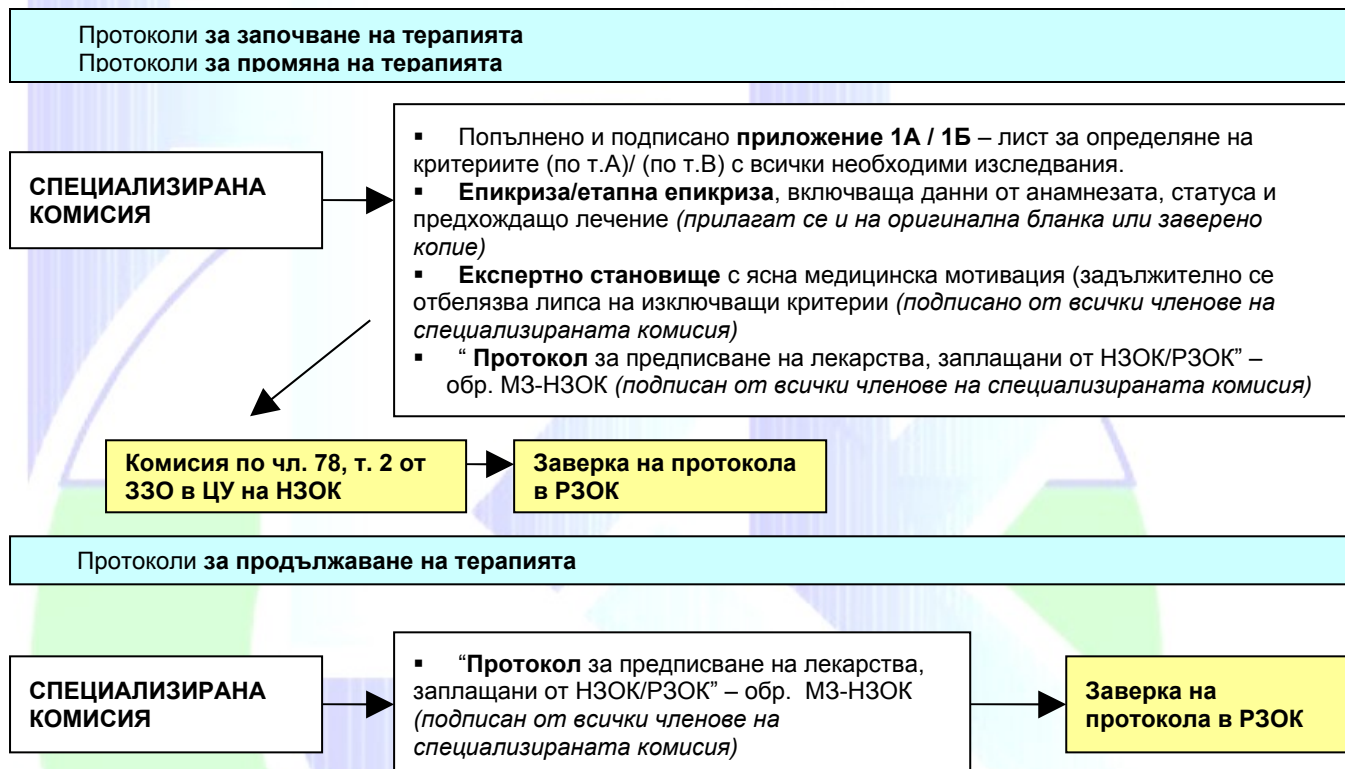 Протоколи за започване на терапията
Протоколи за промяна на терапията
СПЕЦИАЛИЗИРАНА
КОМИСИЯ
▪ Попълнено и подписано приложение 1А / 1Б – лист за определяне на
критериите (по т.А)/ (по т.В) с всички необходими изследвания.
▪ Епикриза/етапна епикриза, включваща данни от анамнезата, статуса и
предхождащо лечение (прилагат се и на оригинална бланка или заверено
копие)
▪ Експертно становище с ясна медицинска мотивация (задължително се
отбелязва липса на изключващи критерии (подписано от всички членове на
специализираната комисия)
▪ “ Протокол за предписване на лекарства, заплащани от НЗОК/РЗОК” –
обр. МЗ-НЗОК (подписан от всички членове на специализираната комисия)
Комисия по чл. 78, т. 2 от
ЗЗО в ЦУ на НЗОК
Заверка на протокола
в РЗОК
Протоколи за продължаване на терапията
СПЕЦИАЛИЗИРАНА
КОМИСИЯ
▪ “Протокол за предписване на лекарства,
заплащани от НЗОК/РЗОК” – обр. МЗ-НЗОК
(подписан от всички членове на
специализираната комисия)
Заверка на
протокола в РЗОК